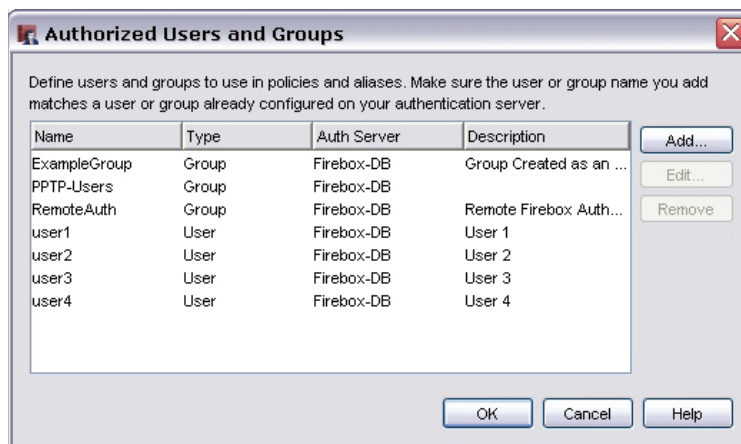 Authorized Users and Groups
Define users and groups to use in policies and aliases. Make sure the user or group name you add
matches a user or group already configured on your authentication server.
Name Type Auth Server Description
Add...
ExampleGroup Group Firebox-DB Group Created as an ...
Edit...
PPTP-Users Group Firebox-DB
RemoteAuth Group Firebox-DB Remote Firebox Auth...
Remove
user1 User Firebox-DB User 1
user2 User Firebox-DB User 2
user3 User Firebox-DB User 3
user4 User Firebox-DB User 4
OK Cancel Help